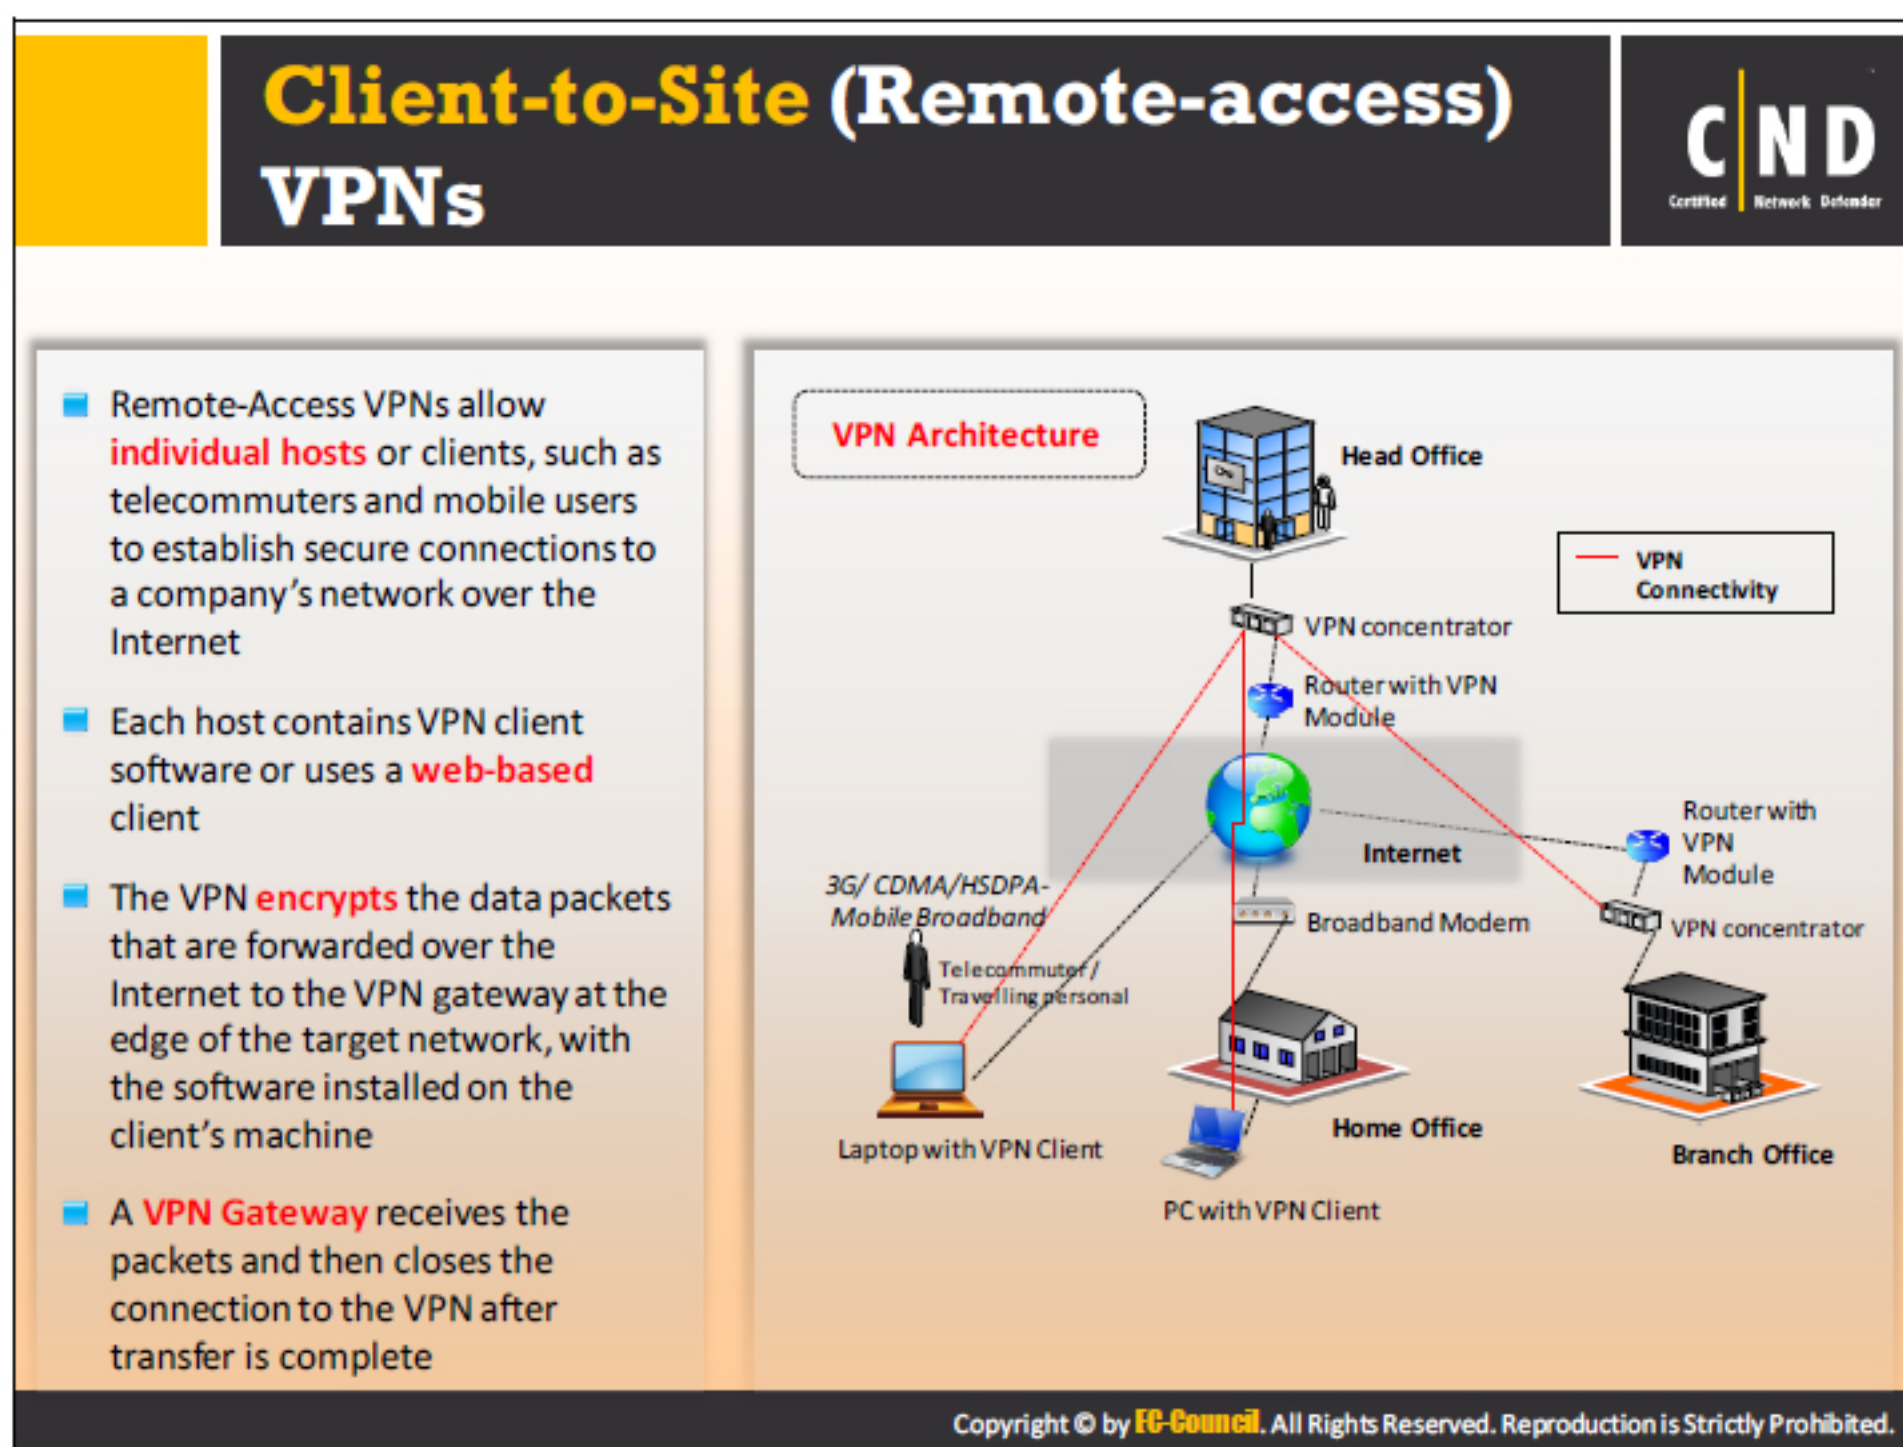 Client-to-Site (Remote-access)
VPNs
C|ND
Certified Network Defender
Remote-Access VPNs allow
individual hosts or clients, such as
telecommuters and mobile users
to establish secure connections to
a company's network over the
Internet
Each host contains VPN client
software or uses a web-based
client
The VPN encrypts the data packets
that are forwarded over the
Internet to the VPN gateway at the
edge of the target network, with
the software installed on the
client's machine
A VPN Gateway receives the
packets and then closes the
connection to the VPN after
transfer is complete
VPN Architecture
Head Office
VPN
Connectivity
VPN concentrator
Router with VPN
Module
Internet
Router with
VPN
Module
3G/ CDMA/HSDPA-
Mobile Broadband
Broadband Modem
VPN concentrator
Telecommuter /
Travelling personal
Home Office
Laptop with VPN Client
Branch Office
PC with VPN Client
Copyright © by EC-Council. All Rights Reserved. Reproduction is Strictly Prohibited.